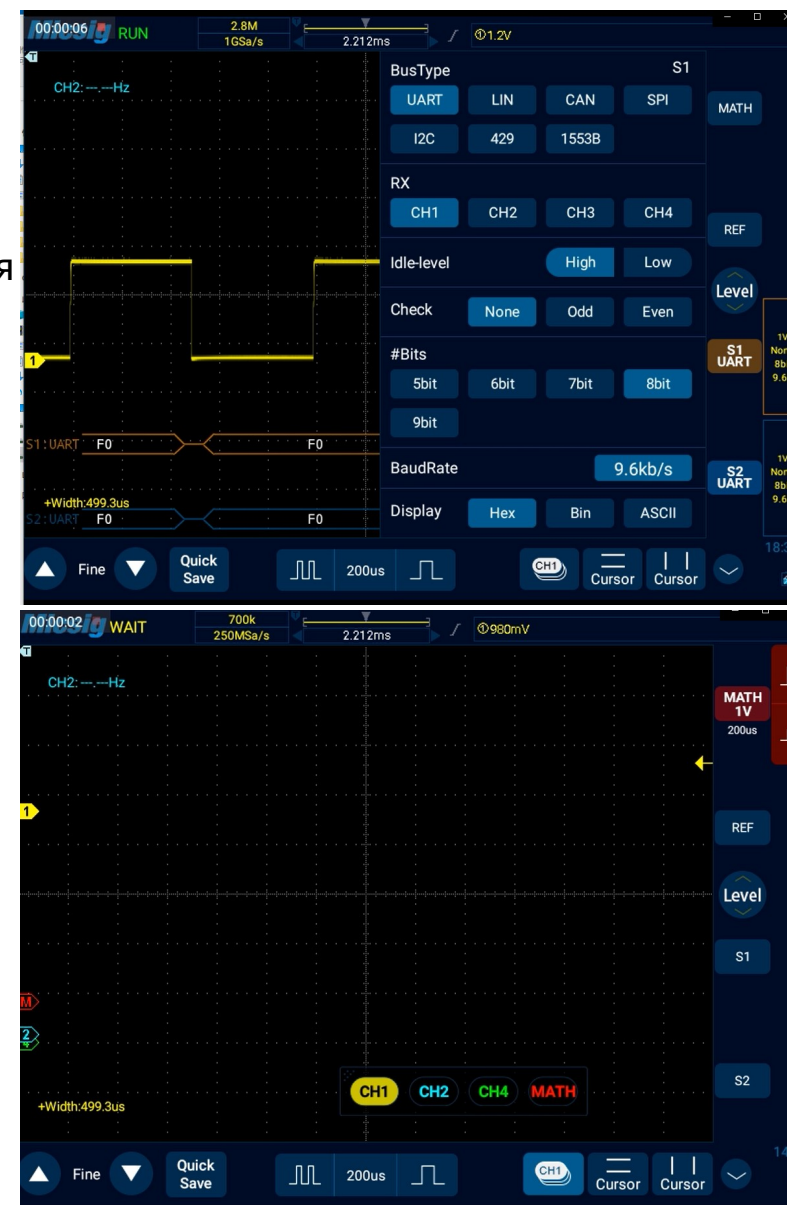 00:00:06 RUN 2.8M 1GSa/s 2.212ms ①1.2V
CH2: ---.---Hz
BusType S1
UART LIN CAN SPI MATH
I2C 429 1553B
RX
CH1 CH2 CH3 CH4
REF
я
Idle-level High Low
Level
Check None Odd Even
1
#Bits
S1 UART
5bit 6bit 7bit 8bit
9bit
S1:UART F0 F0
BaudRate 9.6kb/s
S2 UART
+Width:499.3us
Display Hex Bin ASCII
S2:UART F0 F0
Fine Quick Save 200us CH1 Cursor Cursor
00:00:02 WAIT 700k 250MSa/s 2.212ms ①980mV
CH2: ---.---Hz
MATH 1V
200us
1
REF
Level
S1
M
2
CH1 CH2 CH4 MATH
S2
+Width:499.3us
Fine Quick Save 200us CH1 Cursor Cursor